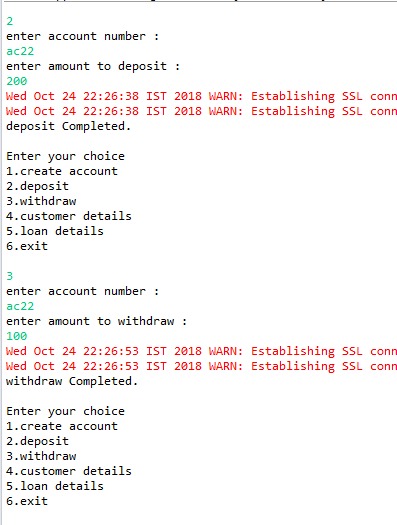 2
enter account number :
ac22
enter amount to deposit :
200
Wed Oct 24 22:26:38 IST 2018 WARN: Establishing SSL conn
Wed Oct 24 22:26:38 IST 2018 WARN: Establishing SSL conn
deposit Completed.
Enter your choice
1.create account
2.deposit
3.withdraw
4.customer details
5.loan details
6.exit
3
enter account number :
ac22
enter amount to withdraw :
100
Wed Oct 24 22:26:53 IST 2018 WARN: Establishing SSL conn
Wed Oct 24 22:26:53 IST 2018 WARN: Establishing SSL conn
withdraw Completed.
Enter your choice
1.create account
2.deposit
3.withdraw
4.customer details
5.loan details
6.exit